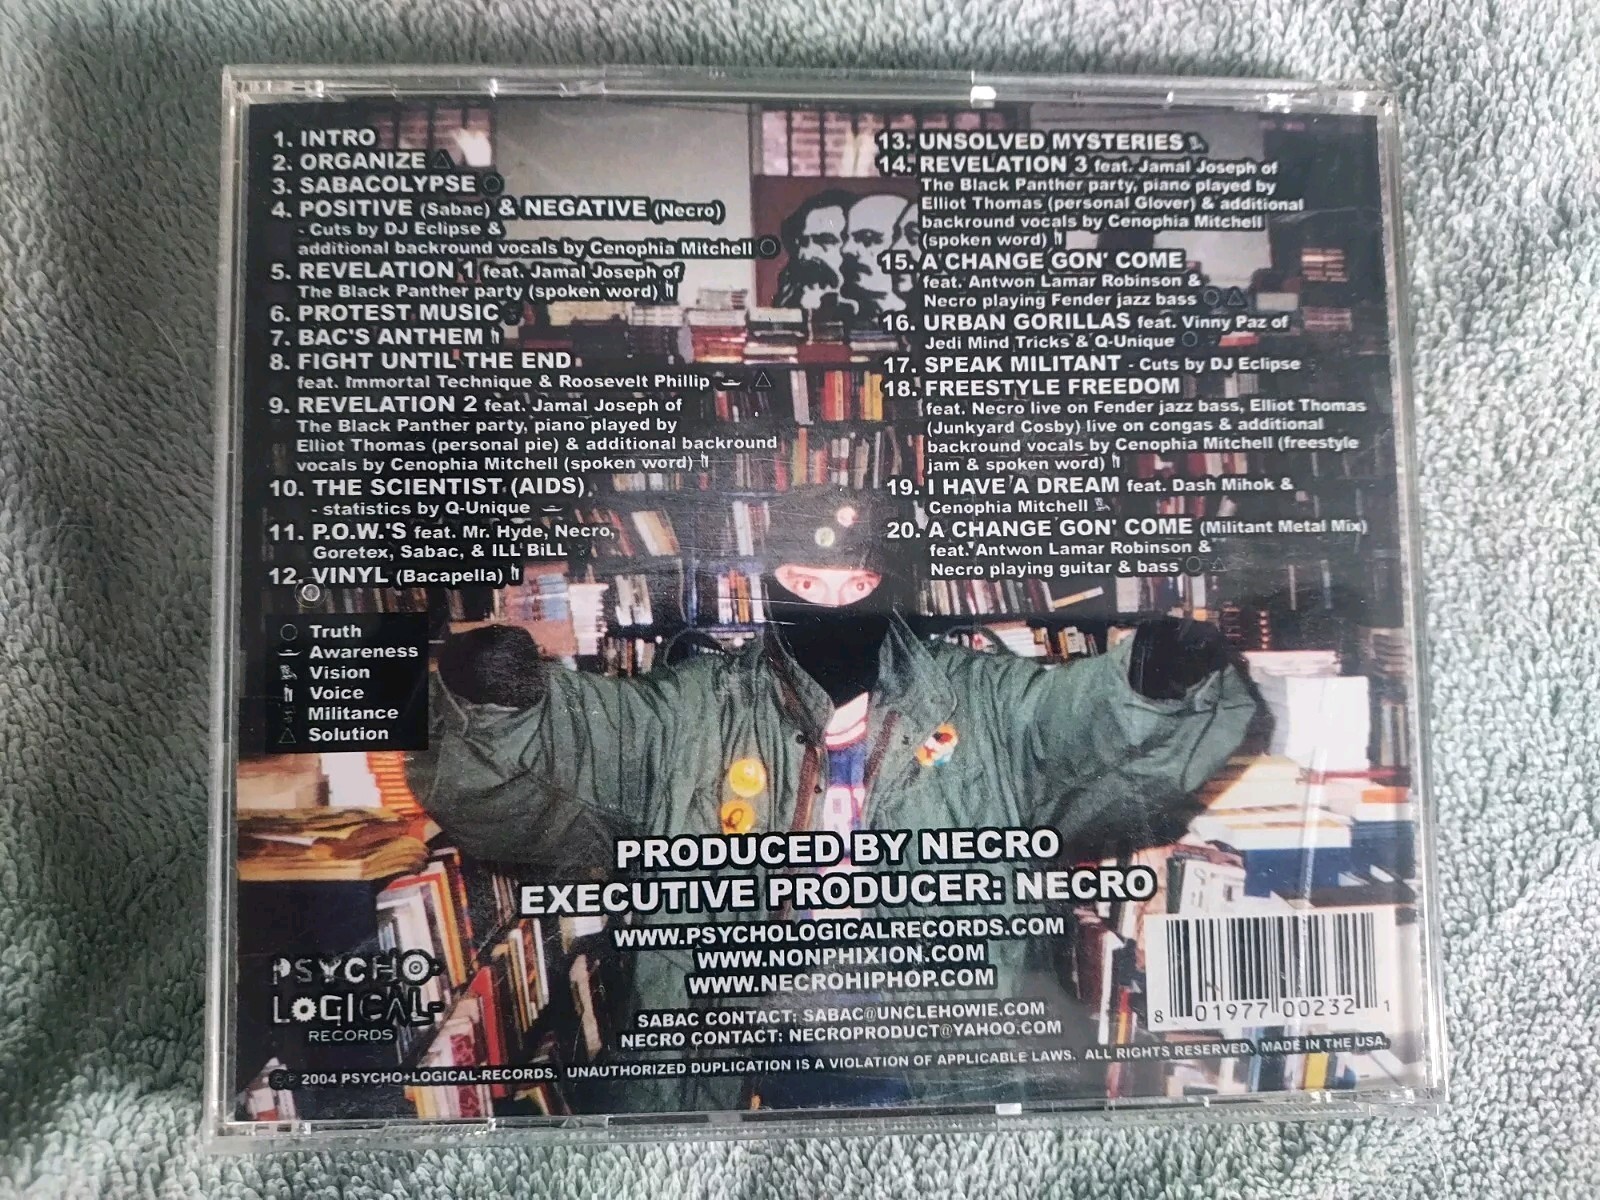 1. INTRO
2. ORGANIZE
3. SABACOLYPSE
4. POSITIVE (Sabac) & NEGATIVE (Necro)
- Cuts by DJ Eclipse &
additional backround vocals by Cenophia Mitchell
5. REVELATION 1 feat. Jamal Joseph of
The Black Panther party (spoken word)
6. PROTEST MUSIC
7. BAC'S ANTHEM
8. FIGHT UNTIL THE END
feat. Immortal Technique & Roosevelt Phillip
9. REVELATION 2 feat. Jamal Joseph of
The Black Panther party, piano played by
Elliot Thomas (personal pie) & additional backround
vocals by Cenophia Mitchell (spoken word)
10. THE SCIENTIST (AIDS)
- statistics by Q-Unique
11. P.O.W.'S feat. Mr. Hyde, Necro,
Goretex, Sabac, & ILL BiLL
12. VINYL (Bacapella)
13. UNSOLVED MYSTERIES
14. REVELATION 3 feat. Jamal Joseph of
The Black Panther party, piano played by
Elliot Thomas (personal Glover) & additional
backround vocals by Cenophia Mitchell
(spoken word)
15. A CHANGE GON' COME
feat. Antwon Lamar Robinson &
Necro playing Fender jazz bass
16. URBAN GORILLAS feat. Vinny Paz of
Jedi Mind Tricks & Q-Unique
17. SPEAK MILITANT - Cuts by DJ Eclipse
18. FREESTYLE FREEDOM
feat. Necro live on Fender jazz bass, Elliot Thomas
(Junkyard Cosby) live on congas & additional
backround vocals by Cenophia Mitchell (freestyle
jam & spoken word)
19. I HAVE A DREAM feat. Dash Mihok &
Cenophia Mitchell
20. A CHANGE GON' COME (Militant Metal Mix)
feat. Antwon Lamar Robinson &
Necro playing guitar & bass
Truth
Awareness
Vision
Voice
Militance
Solution
PRODUCED BY NECRO
EXECUTIVE PRODUCER: NECRO
WWW.PSYCHOLOGICALRECORDS.COM
WWW.NONPHIXION.COM
WWW.NECROHIPHOP.COM
SABAC CONTACT: SABAC@UNCLEHOWIE.COM
NECRO CONTACT: NECROPRODUCT@YAHOO.COM
PSYCHO+
LOGICAL-
RECORDS
8 01977 00232 1
© ℗ 2004 PSYCHO+LOGICAL-RECORDS. UNAUTHORIZED DUPLICATION IS A VIOLATION OF APPLICABLE LAWS. ALL RIGHTS RESERVED. MADE IN THE USA.